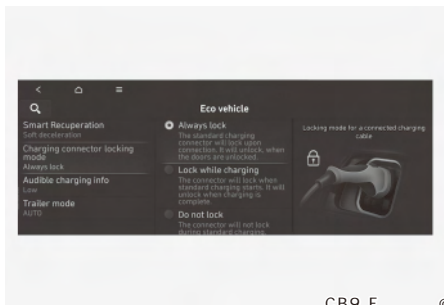 Eco vehicle
Smart Recuperation
Soft deceleration
Charging connector locking
mode
Always lock
Audible charging info
Low
Trailer mode
AUTO
Always lock
The standard charging
connector will lock upon
connection. It will unlock, when
the doors are unlocked.
Lock while charging
The connector will lock when
standard charging starts. It will
unlock when charging is
complete.
Do not lock
The connector will not lock
during standard charging.
Locking mode for a connected charging
cable